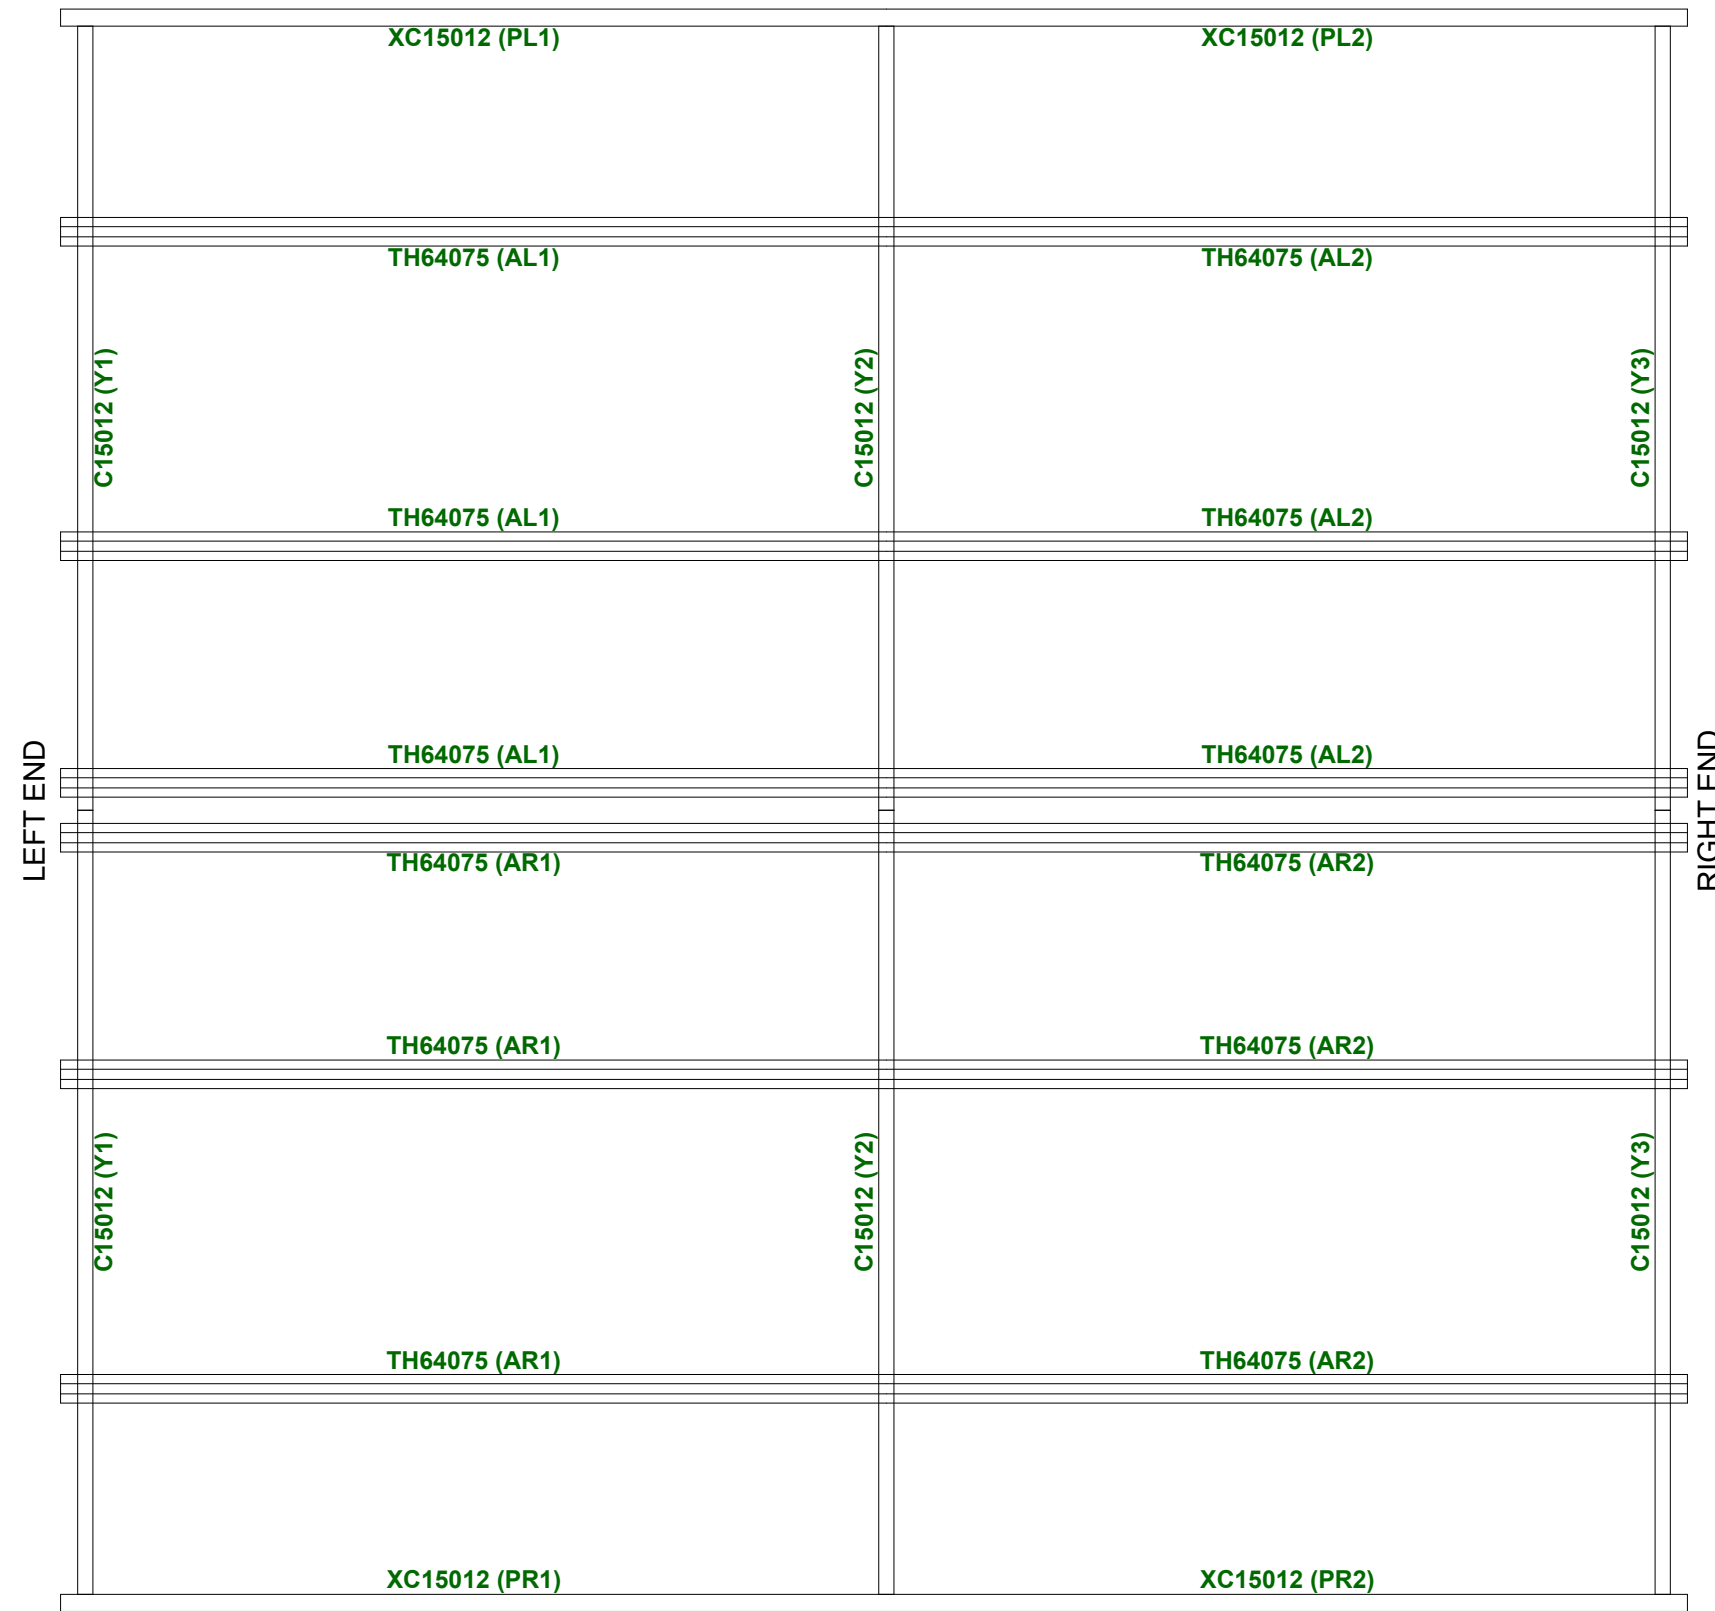 XC15012 (PL1)
XC15012 (PL2)
TH64075 (AL1)
TH64075 (AL2)
C15012 (Y1)
C15012 (Y2)
C15012 (Y3)
TH64075 (AL1)
TH64075 (AL2)
LEFT END
TH64075 (AL1)
TH64075 (AL2)
RIGHT END
TH64075 (AR1)
TH64075 (AR2)
TH64075 (AR1)
TH64075 (AR2)
C15012 (Y1)
C15012 (Y2)
C15012 (Y3)
TH64075 (AR1)
TH64075 (AR2)
XC15012 (PR1)
XC15012 (PR2)